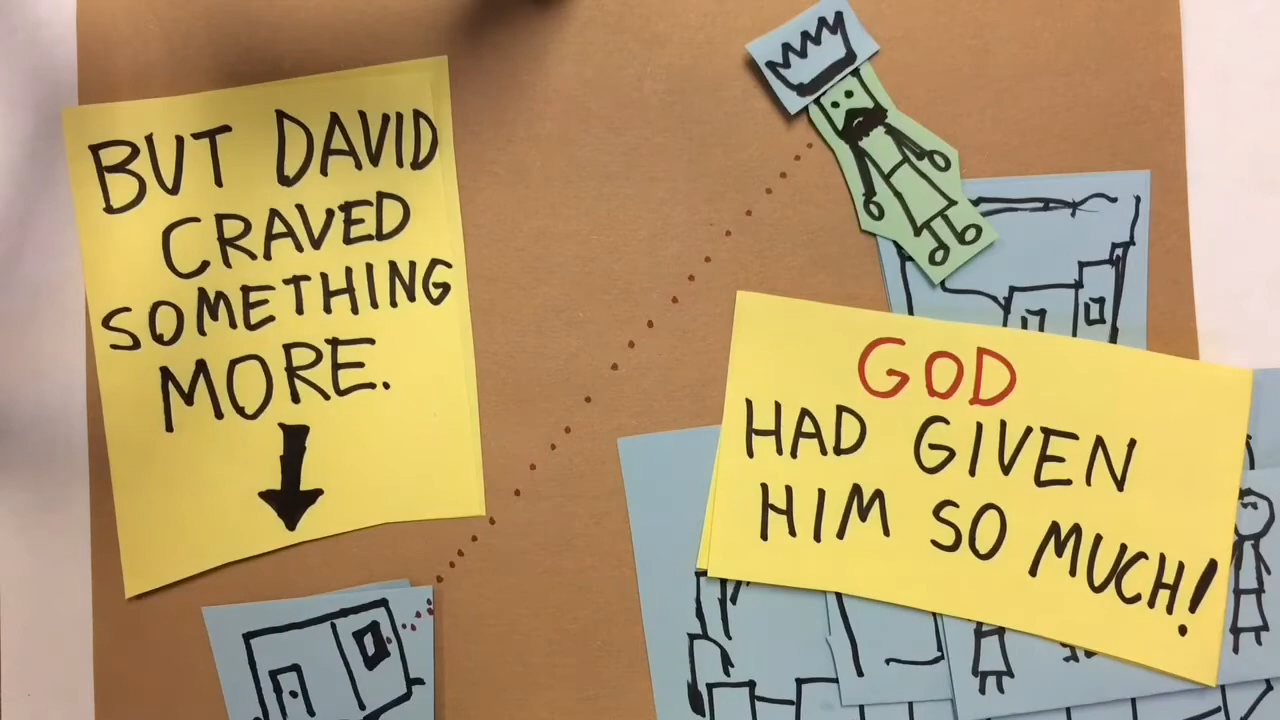 BUT DAVID
CRAVED
SOMETHING
MORE.
GOD
HAD GIVEN
HIM SO MUCH!